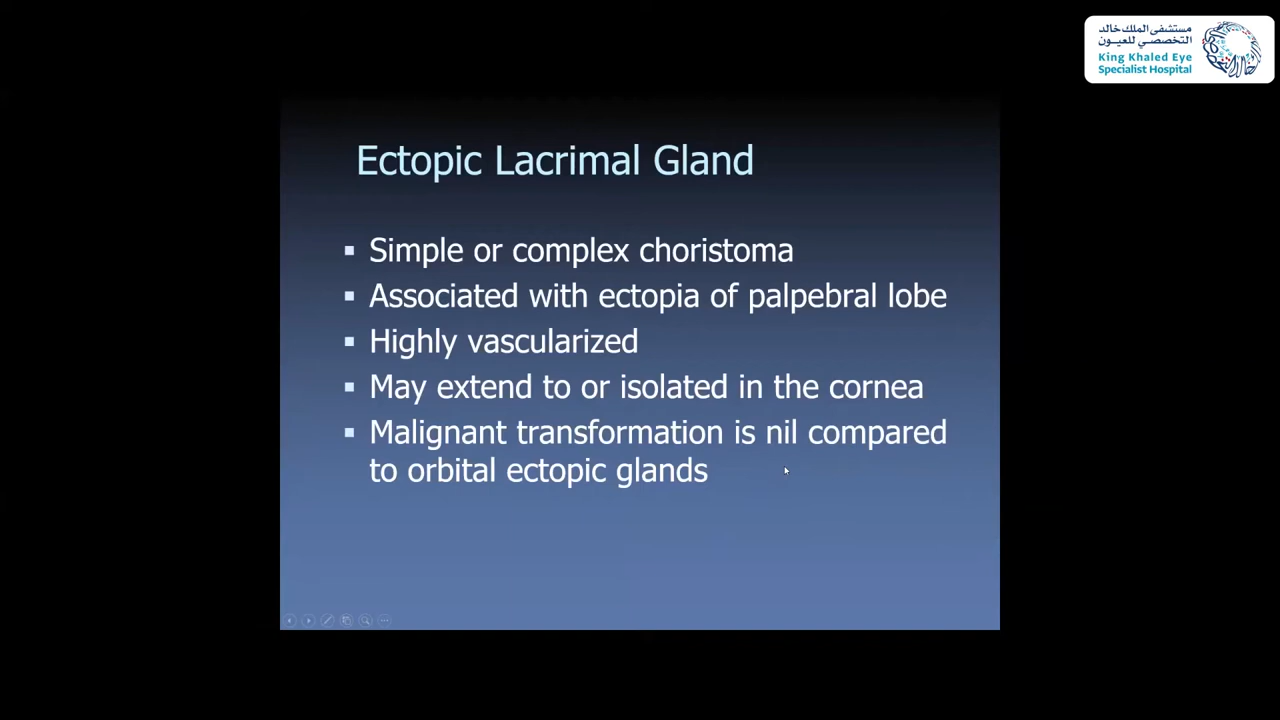 مستشفى الملك خالد
التخصصي للعيون
King Khaled Eye
Specialist Hospital
Ectopic Lacrimal Gland
▪ Simple or complex choristoma
▪ Associated with ectopia of palpebral lobe
▪ Highly vascularized
▪ May extend to or isolated in the cornea
▪ Malignant transformation is nil compared
to orbital ectopic glands